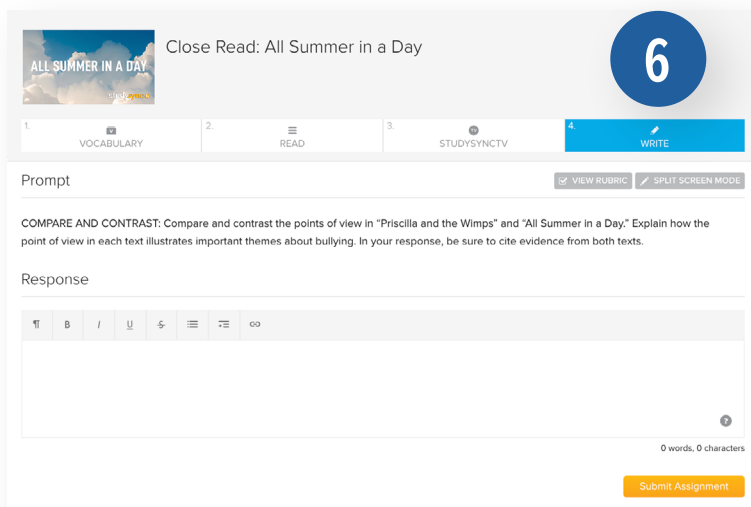 Close Read: All Summer in a Day
ALL SUMMER IN A DAY
studysync
6
1.
VOCABULARY
2.
READ
3.
STUDYSYNCTV
4.
WRITE
Prompt
VIEW RUBRIC
SPLIT SCREEN MODE
COMPARE AND CONTRAST: Compare and contrast the points of view in “Priscilla and the Wimps” and “All Summer in a Day.” Explain how the
point of view in each text illustrates important themes about bullying. In your response, be sure to cite evidence from both texts.
Response
¶ B I U S
?
0 words, 0 characters
Submit Assignment